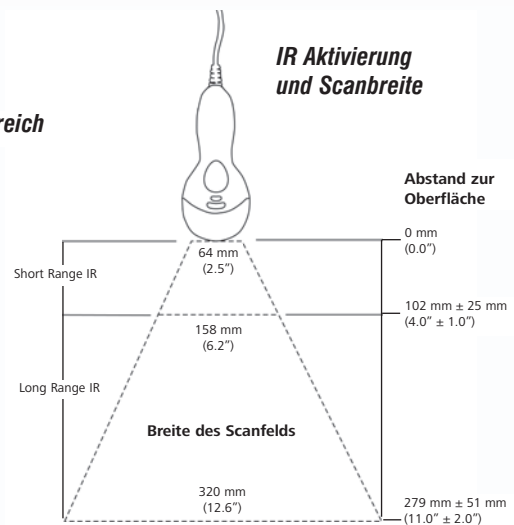 IR Aktivierung
und Scanbreite
reich
Abstand zur
Oberfläche
0 mm
(0.0")
64 mm
(2.5")
Short Range IR
102 mm ± 25 mm
(4.0" ± 1.0")
158 mm
(6.2")
Long Range IR
Breite des Scanfelds
320 mm
(12.6")
279 mm ± 51 mm
(11.0" ± 2.0")